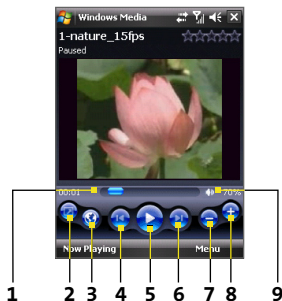 Windows Media
1-nature_15fps
Paused
00:01 70%
Now Playing Menu
1 2 3 4 5 6 7 8 9